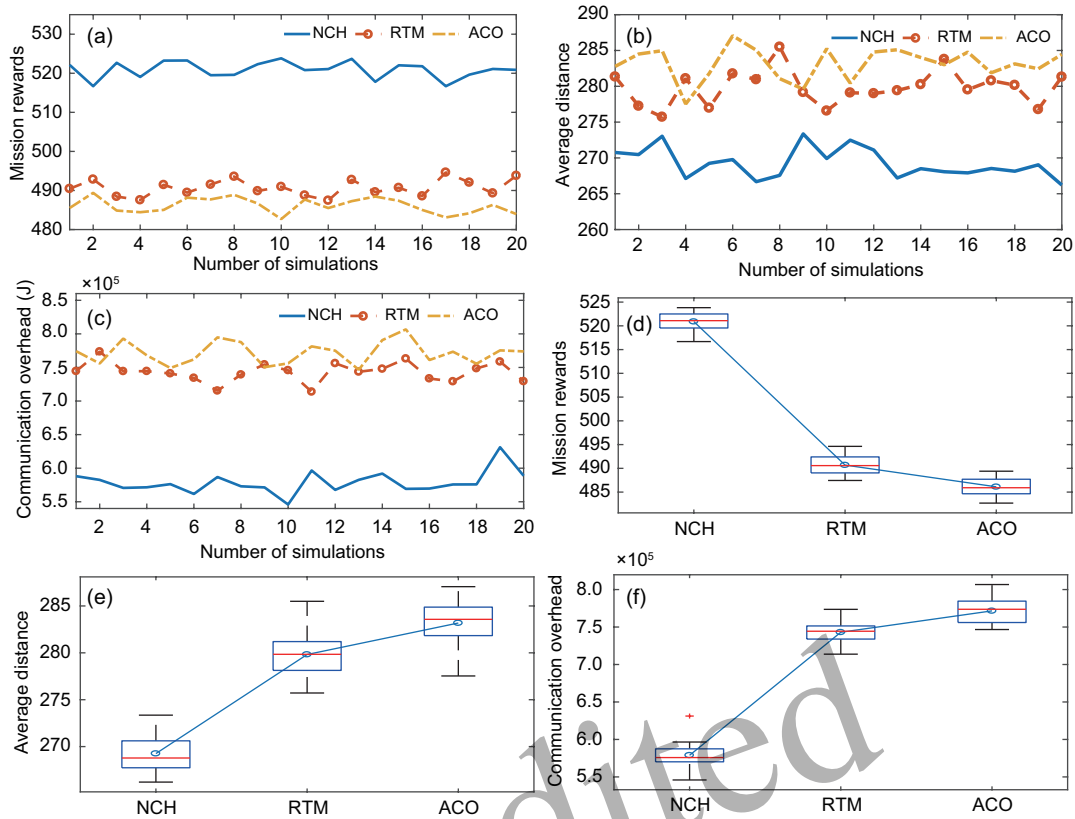 (a)
NCH RTM ACO
530
520
510
500
490
480
Mission rewards
2 4 6 8 10 12 14 16 18 20
Number of simulations
(b)
NCH RTM ACO
290
285
280
275
270
265
260
Average distance
2 4 6 8 10 12 14 16 18 20
Number of simulations
×10⁵
(c)
NCH RTM ACO
8.5
8.0
7.5
7.0
6.5
6.0
5.5
Communication overhead (J)
2 4 6 8 10 12 14 16 18 20
Number of simulations
(d)
525
520
515
510
505
500
495
490
485
Mission rewards
NCH RTM ACO
(e)
285
280
275
270
Average distance
NCH RTM ACO
×10⁵
(f)
8.0
7.5
7.0
6.5
6.0
5.5
Communication overhead
NCH RTM ACO
dited